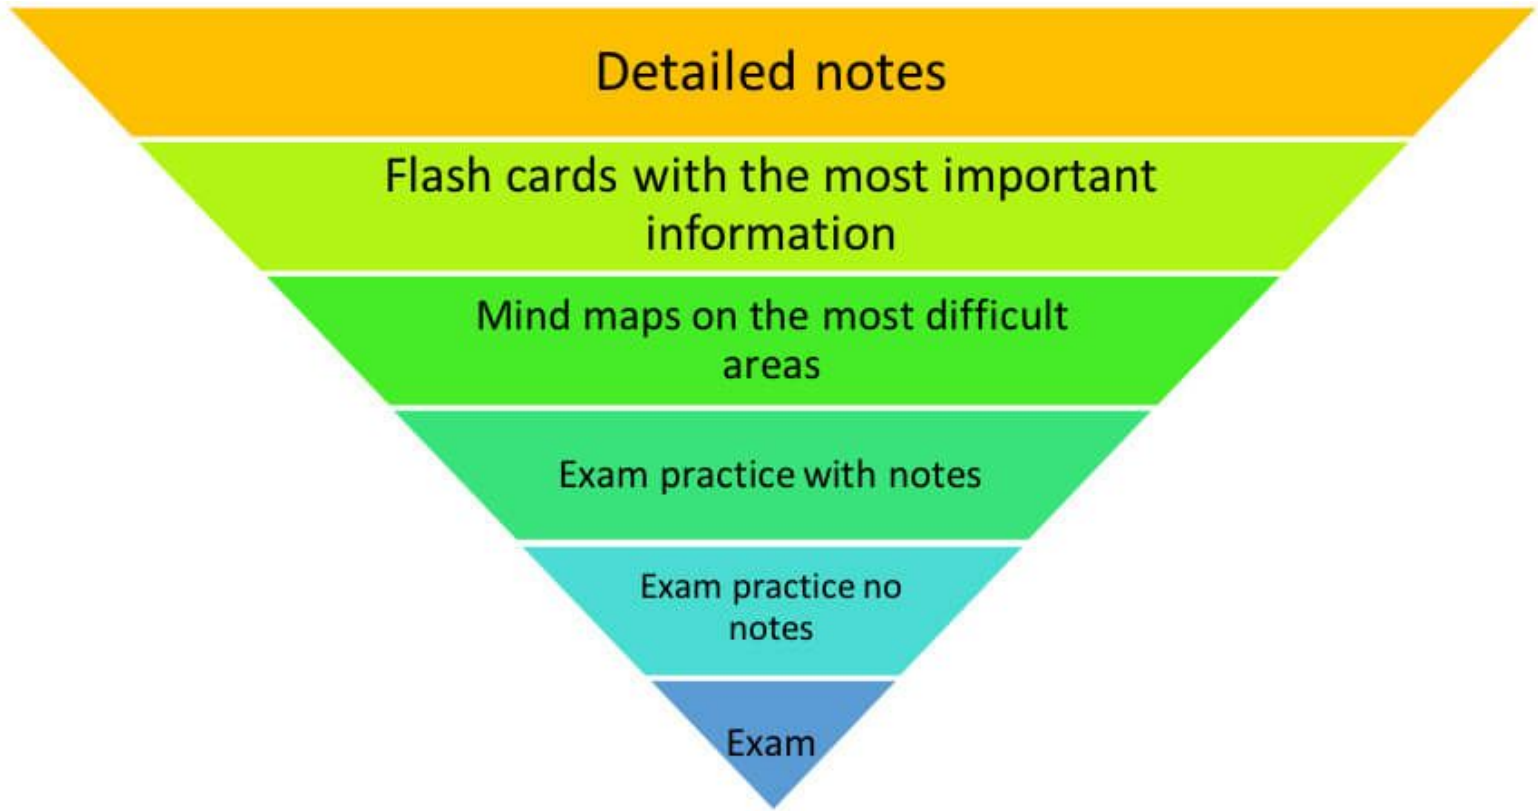 Detailed notes
Flash cards with the most important
information
Mind maps on the most difficult
areas
Exam practice with notes
Exam practice no
notes
Exam